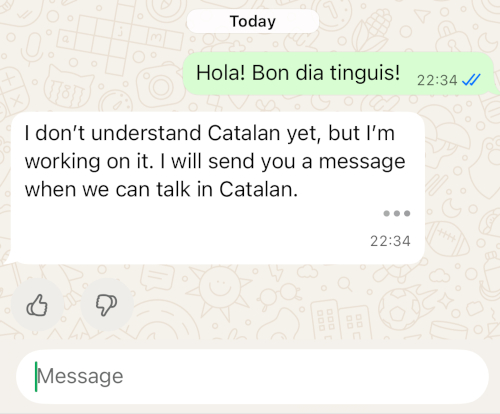 Today
Hola! Bon dia tinguis!
22:34
I don’t understand Catalan yet, but I’m
working on it. I will send you a message
when we can talk in Catalan.
22:34
Message